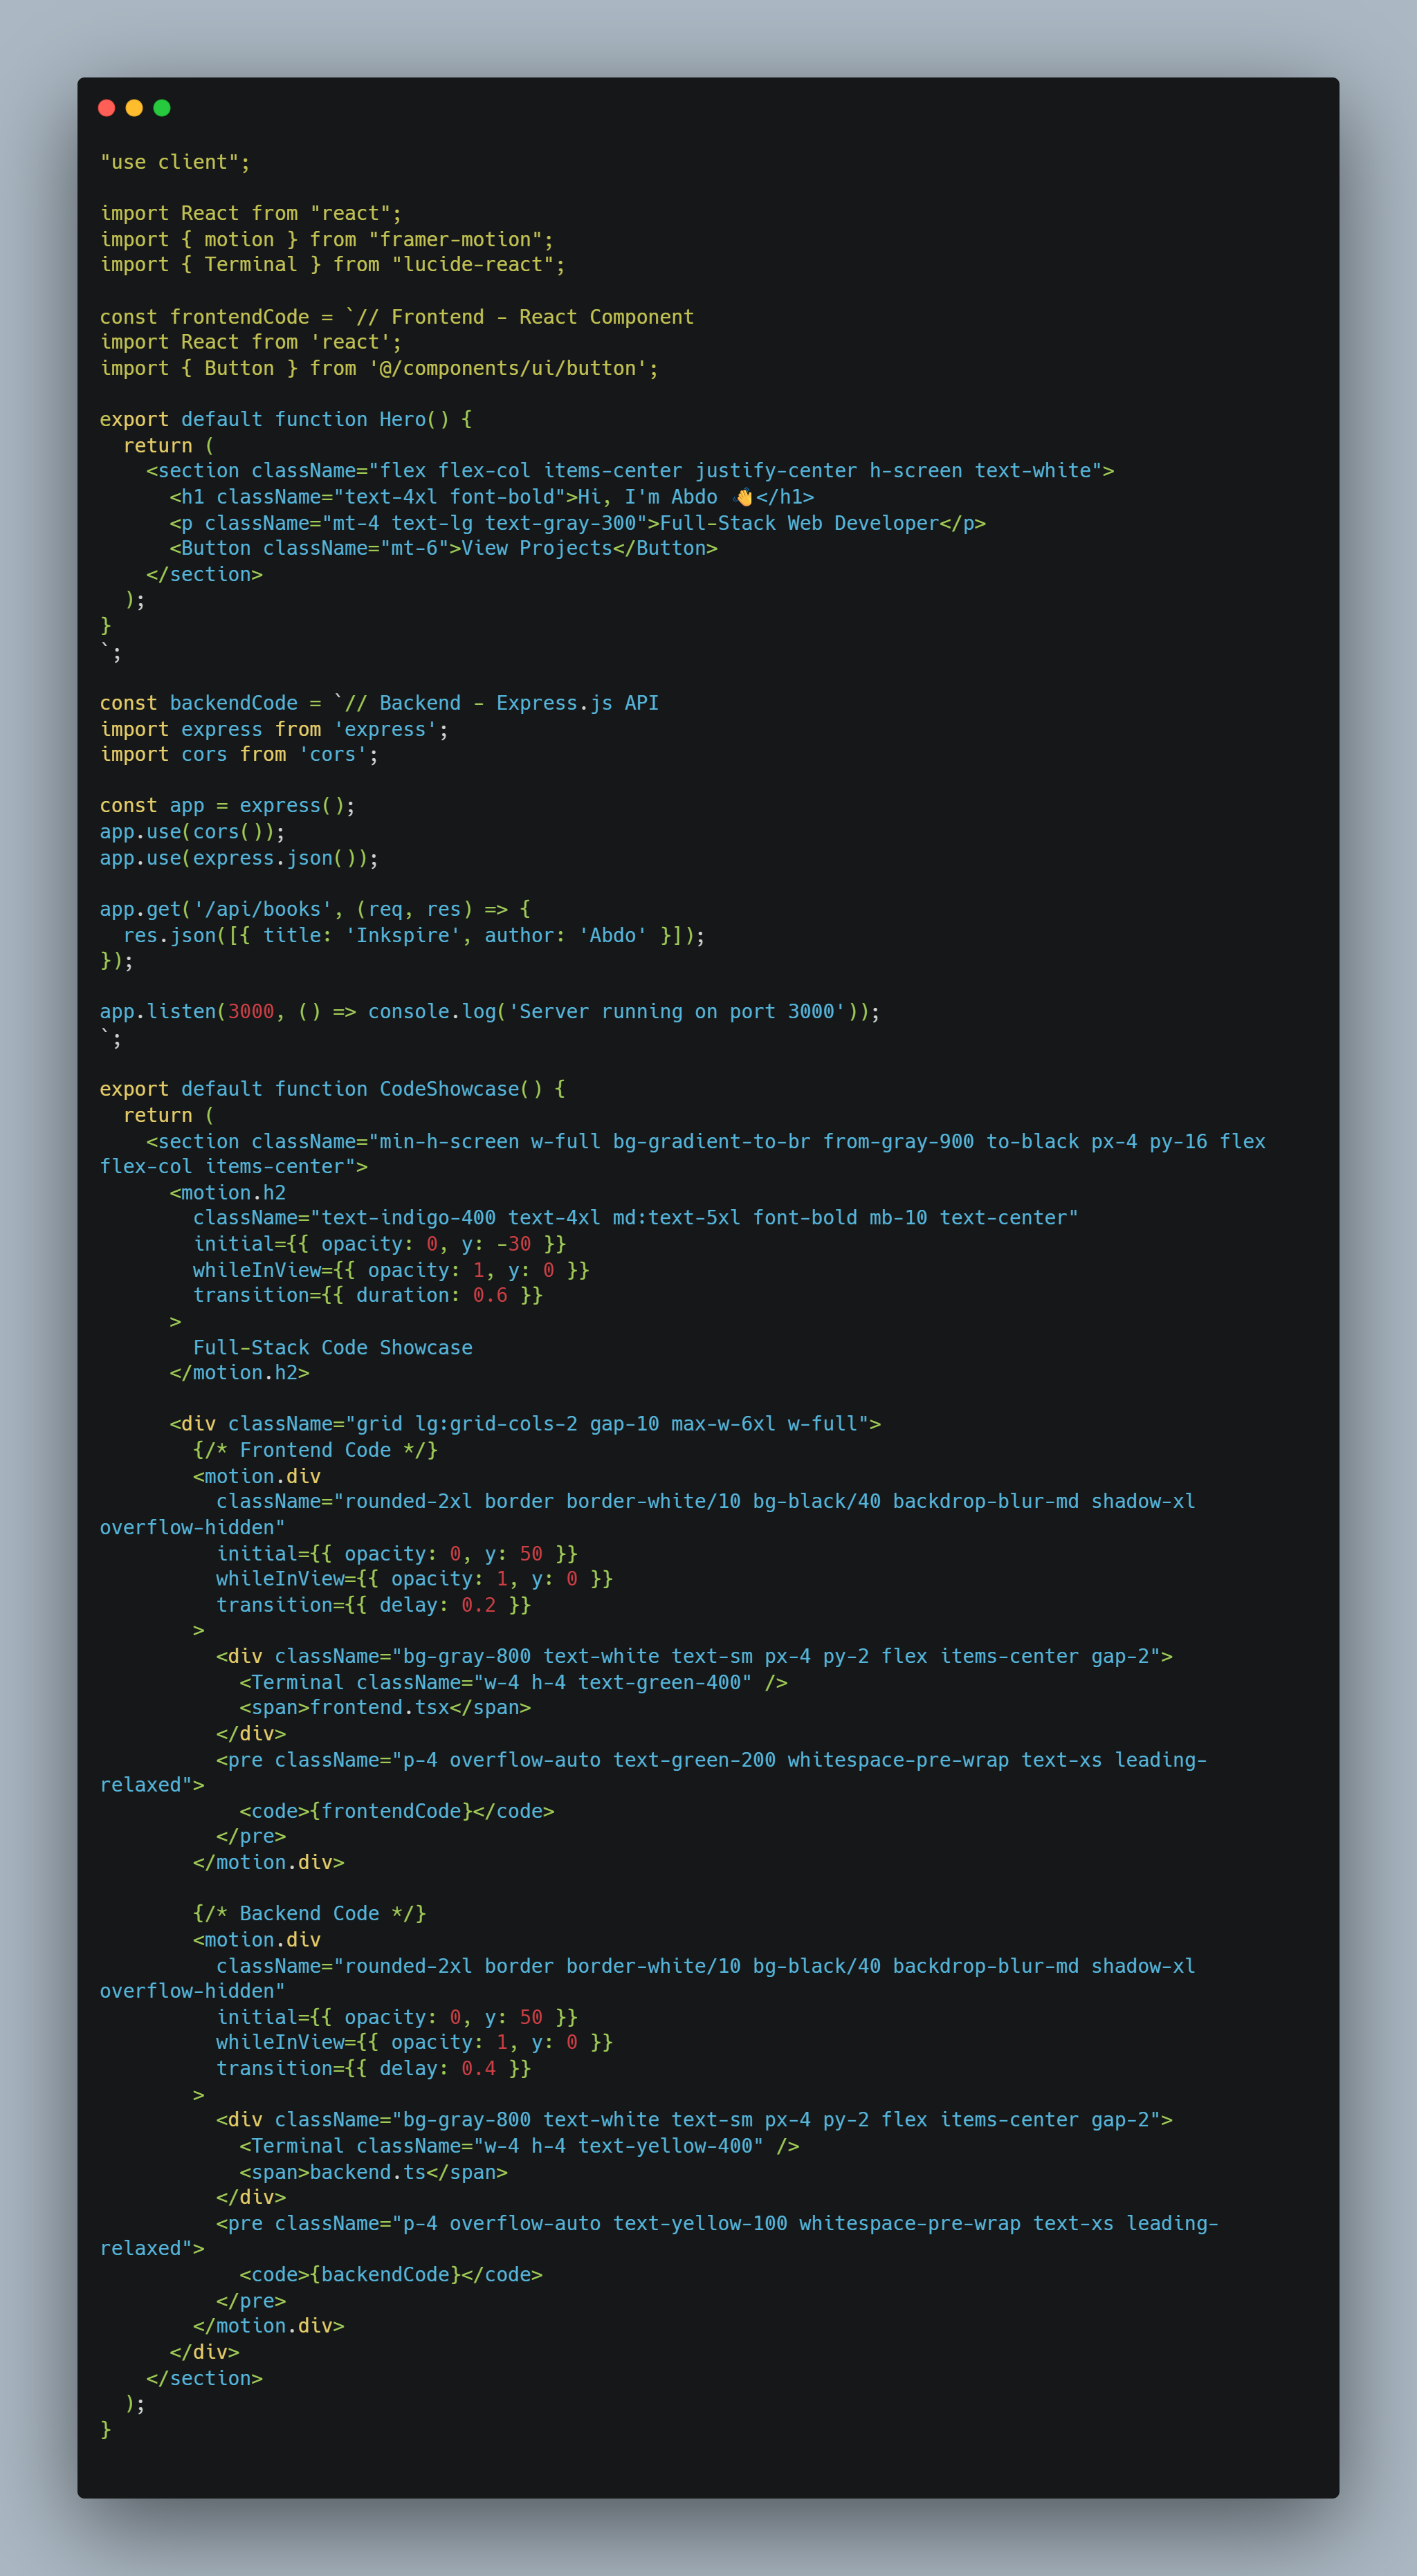 "use client";

import React from "react";
import { motion } from "framer-motion";
import { Terminal } from "lucide-react";

const frontendCode = `// Frontend - React Component
import React from 'react';
import { Button } from '@/components/ui/button';

export default function Hero() {
  return (
    <section className="flex flex-col items-center justify-center h-screen text-white">
      <h1 className="text-4xl font-bold">Hi, I'm Abdo 👋</h1>
      <p className="mt-4 text-lg text-gray-300">Full-Stack Web Developer</p>
      <Button className="mt-6">View Projects</Button>
    </section>
  );
}
`;

const backendCode = `// Backend - Express.js API
import express from 'express';
import cors from 'cors';

const app = express();
app.use(cors());
app.use(express.json());

app.get('/api/books', (req, res) => {
  res.json([{ title: 'Inkspire', author: 'Abdo' }]);
});

app.listen(3000, () => console.log('Server running on port 3000'));
`;

export default function CodeShowcase() {
  return (
    <section className="min-h-screen w-full bg-gradient-to-br from-gray-900 to-black px-4 py-16 flex
flex-col items-center">
      <motion.h2
        className="text-indigo-400 text-4xl md:text-5xl font-bold mb-10 text-center"
        initial={{ opacity: 0, y: -30 }}
        whileInView={{ opacity: 1, y: 0 }}
        transition={{ duration: 0.6 }}
      >
        Full-Stack Code Showcase
      </motion.h2>

      <div className="grid lg:grid-cols-2 gap-10 max-w-6xl w-full">
        {/* Frontend Code */}
        <motion.div
          className="rounded-2xl border border-white/10 bg-black/40 backdrop-blur-md shadow-xl
overflow-hidden"
          initial={{ opacity: 0, y: 50 }}
          whileInView={{ opacity: 1, y: 0 }}
          transition={{ delay: 0.2 }}
        >
          <div className="bg-gray-800 text-white text-sm px-4 py-2 flex items-center gap-2">
            <Terminal className="w-4 h-4 text-green-400" />
            <span>frontend.tsx</span>
          </div>
          <pre className="p-4 overflow-auto text-green-200 whitespace-pre-wrap text-xs leading-
relaxed">
            <code>{frontendCode}</code>
          </pre>
        </motion.div>

        {/* Backend Code */}
        <motion.div
          className="rounded-2xl border border-white/10 bg-black/40 backdrop-blur-md shadow-xl
overflow-hidden"
          initial={{ opacity: 0, y: 50 }}
          whileInView={{ opacity: 1, y: 0 }}
          transition={{ delay: 0.4 }}
        >
          <div className="bg-gray-800 text-white text-sm px-4 py-2 flex items-center gap-2">
            <Terminal className="w-4 h-4 text-yellow-400" />
            <span>backend.ts</span>
          </div>
          <pre className="p-4 overflow-auto text-yellow-100 whitespace-pre-wrap text-xs leading-
relaxed">
            <code>{backendCode}</code>
          </pre>
        </motion.div>
      </div>
    </section>
  );
}